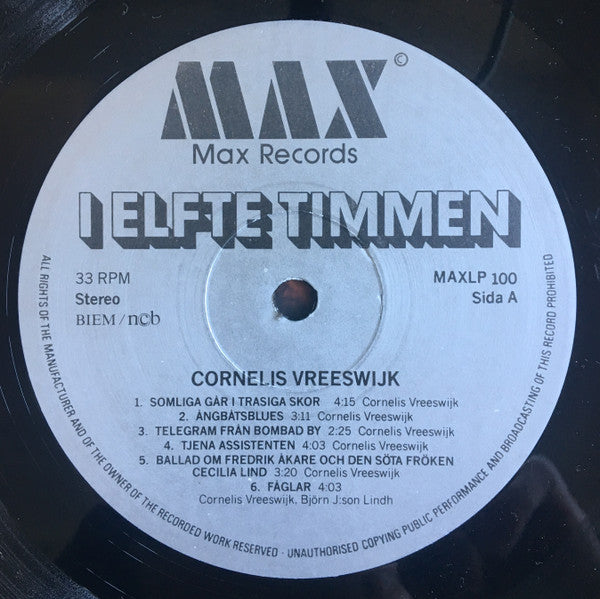 MAX ©
Max Records
I ELFTE TIMMEN
33 RPM
Stereo
BIEM/ncb
MAXLP 100
Sida A
CORNELIS VREESWIJK
1. SOMLIGA GÅR I TRASIGA SKOR 4:15 Cornelis Vreeswijk
2. ÅNGBÅTSBLUES 3:11 Cornelis Vreeswijk
3. TELEGRAM FRÅN BOMBAD BY 2:25 Cornelis Vreeswijk
4. TJENA ASSISTENTEN 4:03 Cornelis Vreeswijk
5. BALLAD OM FREDRIK ÅKARE OCH DEN SÖTA FRÖKEN
CECILIA LIND 3:20 Cornelis Vreeswijk
6. FÅGLAR 4:03
Cornelis Vreeswijk, Björn J:son Lindh
ALL RIGHTS OF THE MANUFACTURER AND OF THE OWNER OF THE RECORDED WORK RESERVED · UNAUTHORISED COPYING PUBLIC PERFORMANCE AND BROADCASTING OF THIS RECORD PROHIBITED